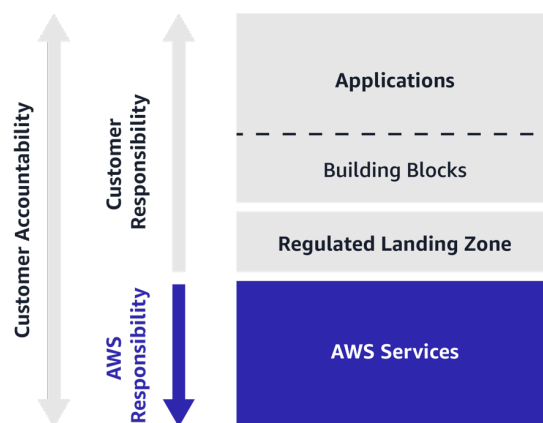 Customer Accountability
Customer
Responsibility
AWS
Responsibility
Applications
Building Blocks
Regulated Landing Zone
AWS Services